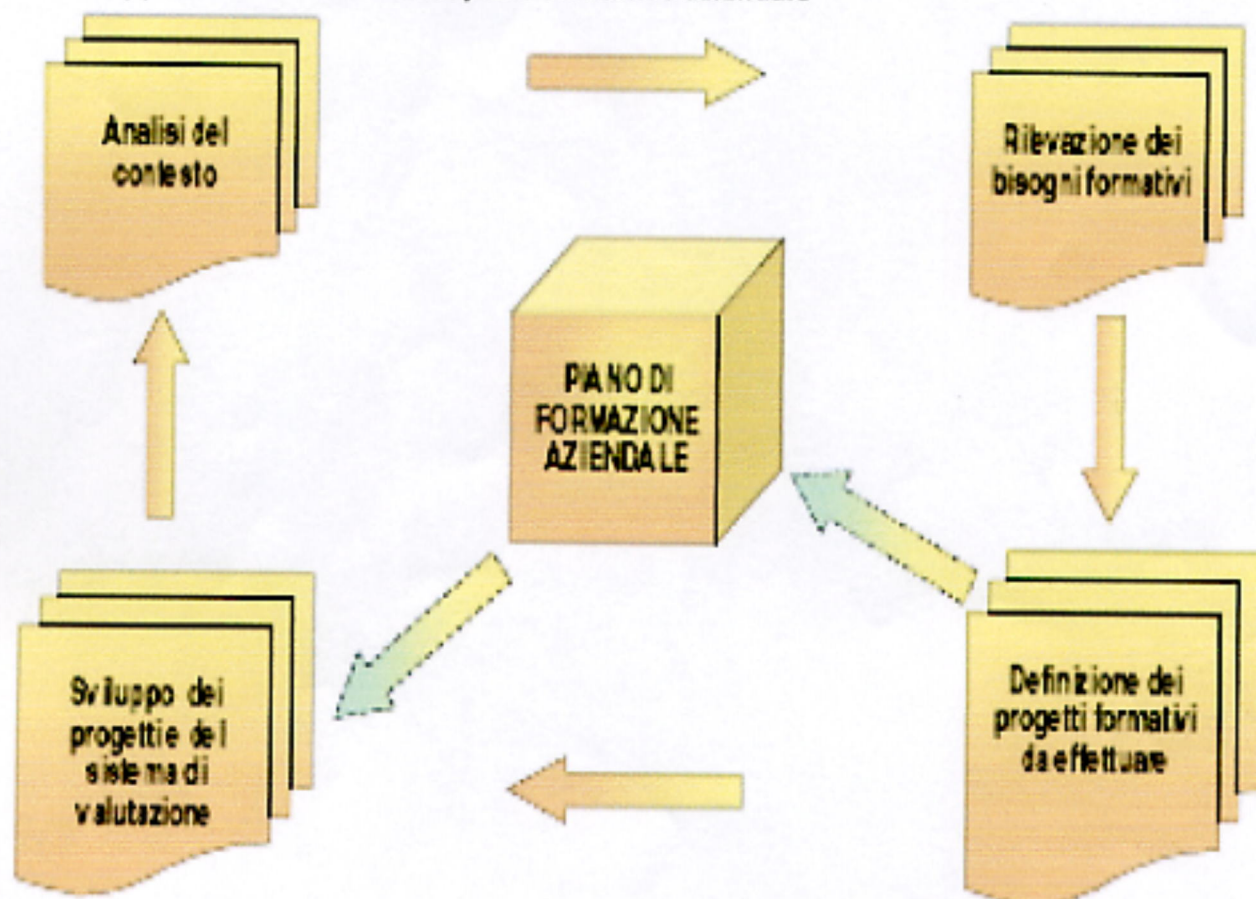 Analisi del
contesto
Rilevazione dei
bisogni formativi
PIANO DI
FORMAZIONE
AZIENDALE
Sviluppo dei
progetti e del
sistema di
valutazione
Definizione dei
progetti formativi
da effettuare